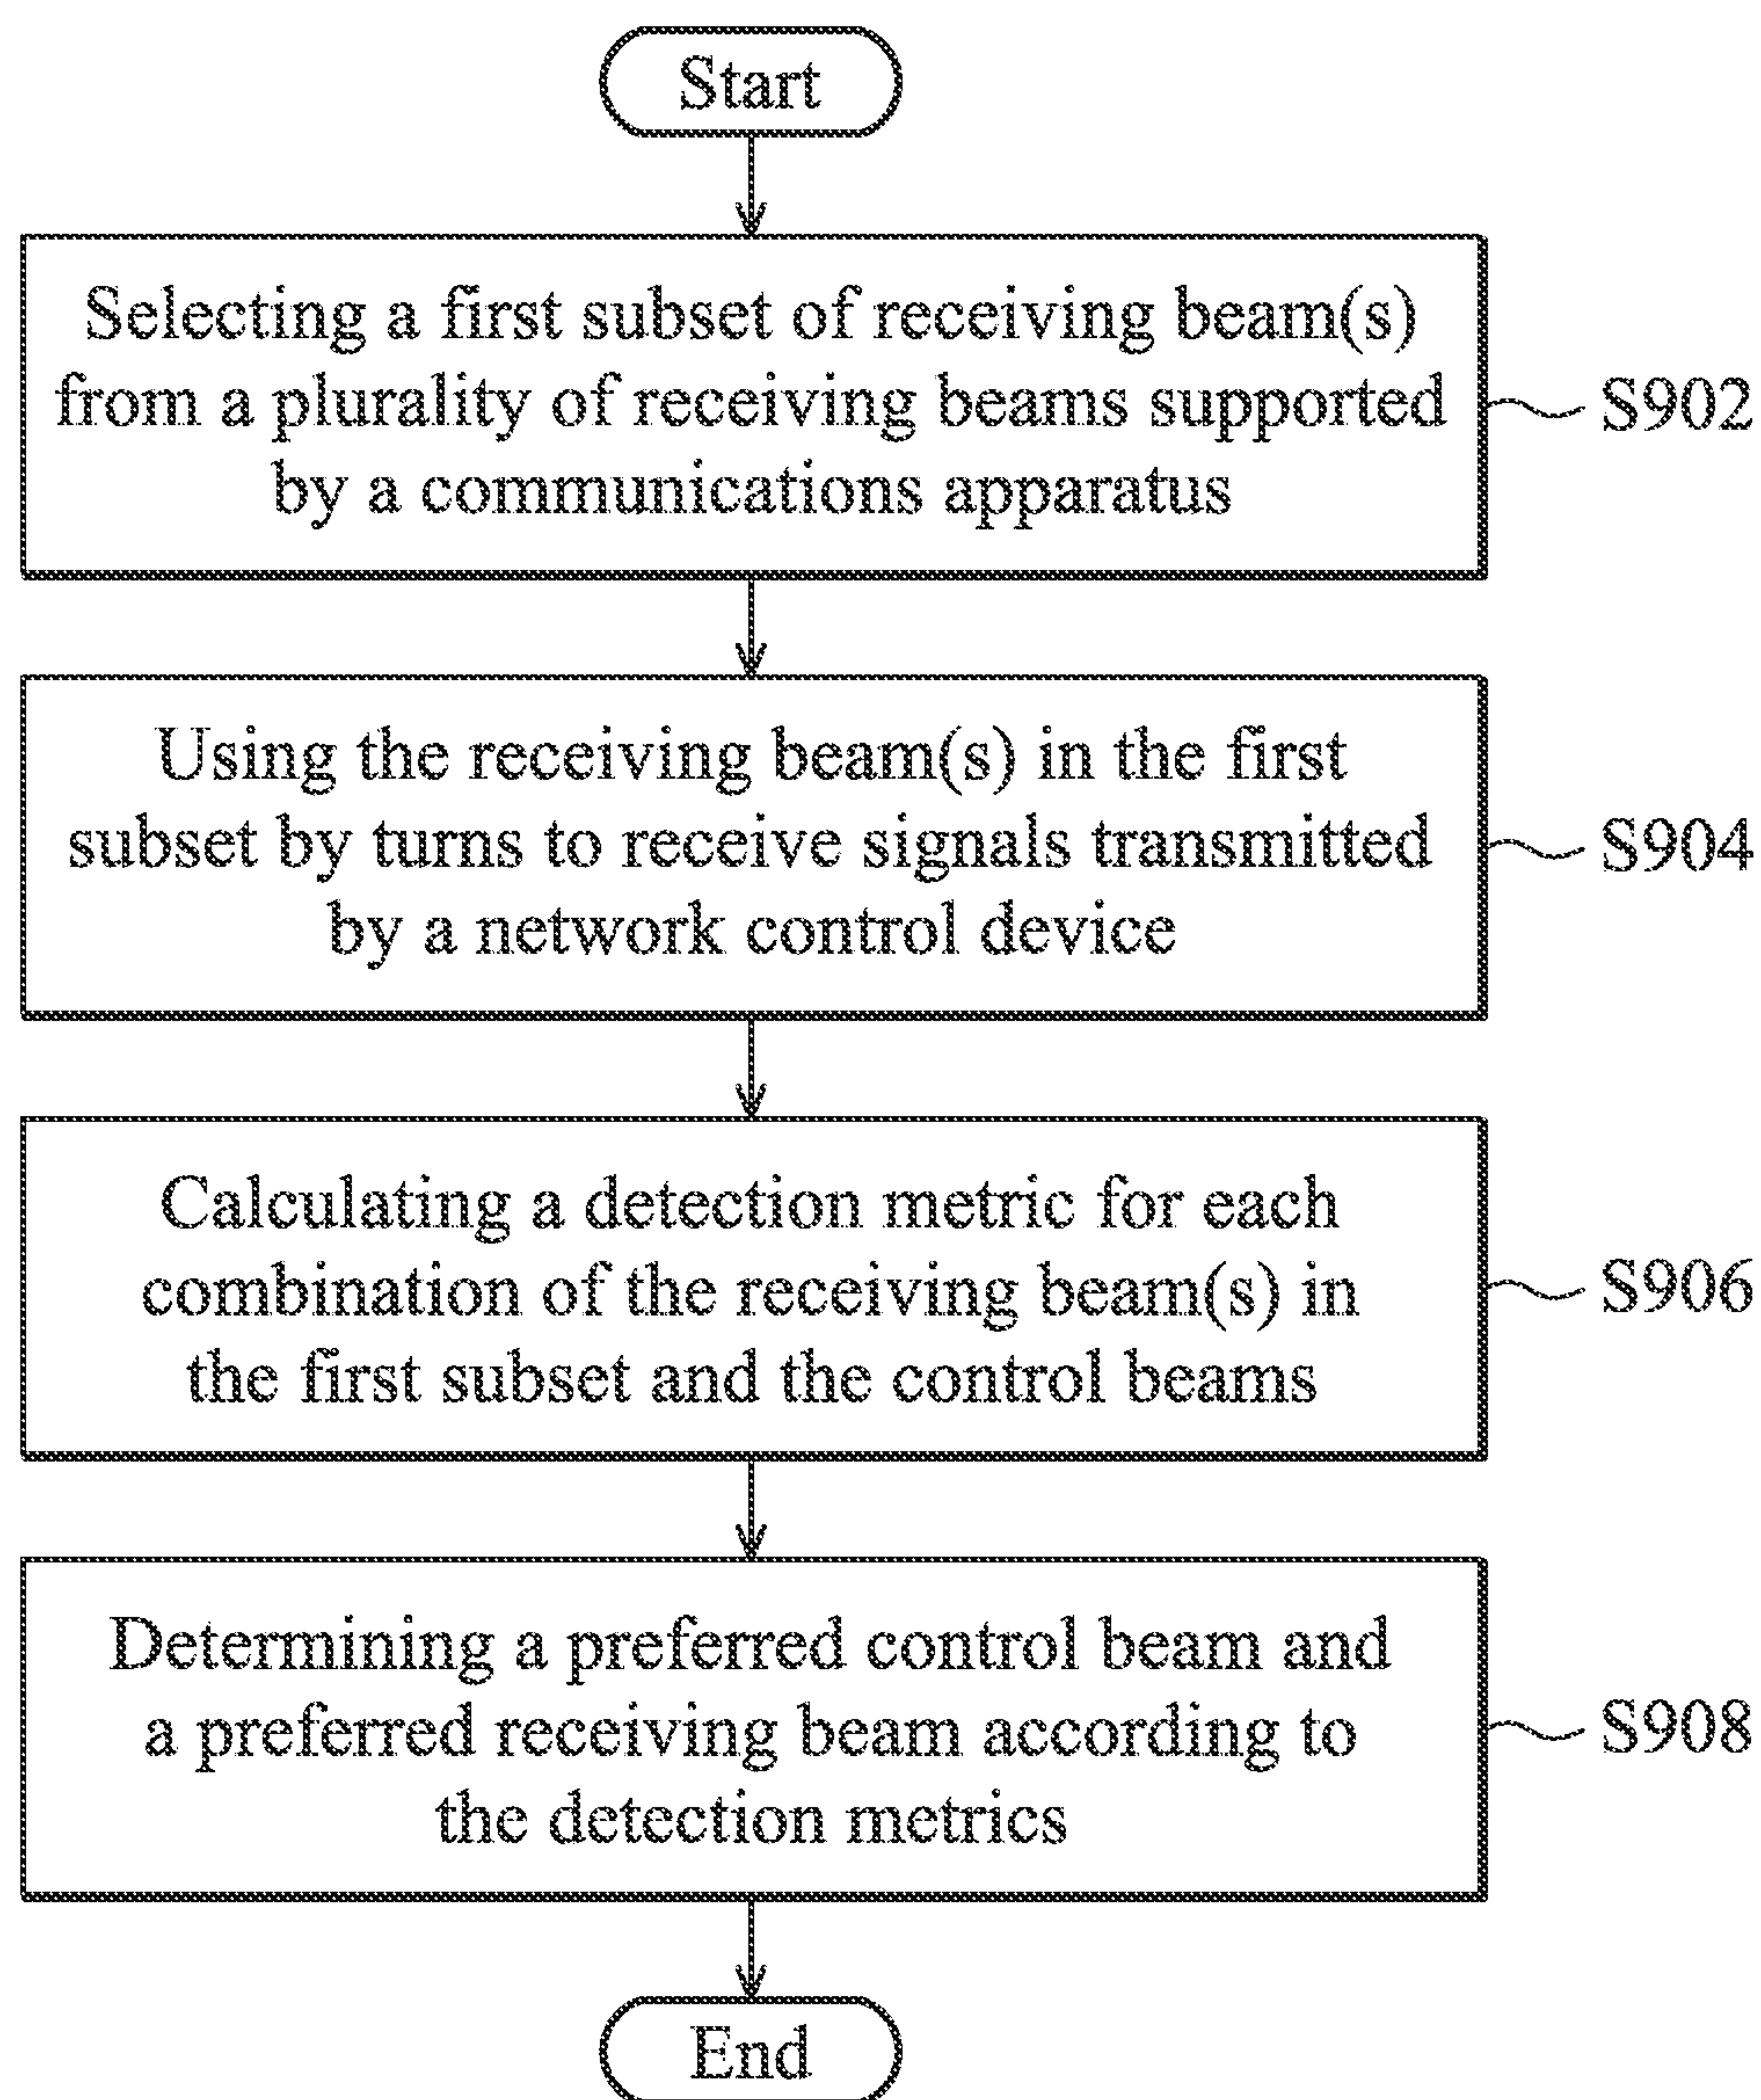 Start
Selecting a first subset of receiving beam(s)
from a plurality of receiving beams supported
by a communications apparatus
S902
Using the receiving beam(s) in the first
subset by turns to receive signals transmitted
by a network control device
S904
Calculating a detection metric for each
combination of the receiving beam(s) in
the first subset and the control beams
S906
Determining a preferred control beam and
a preferred receiving beam according to
the detection metrics
S908
End